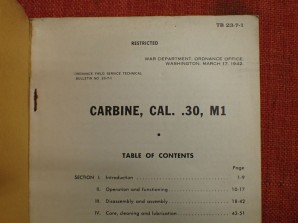 TB 23-7-1
RESTRICTED
WAR DEPARTMENT, ORDNANCE OFFICE,
WASHINGTON, MARCH 17, 1942.
ORDNANCE FIELD SERVICE TECHNICAL
BULLETIN NO. 23-7-1
CARBINE, CAL. .30, M1
TABLE OF CONTENTS
Page
SECTION I. Introduction 1-9
II. Operation and functioning 10-17
III. Disassembly and assembly 18-42
IV. Care, cleaning and lubrication 43-51